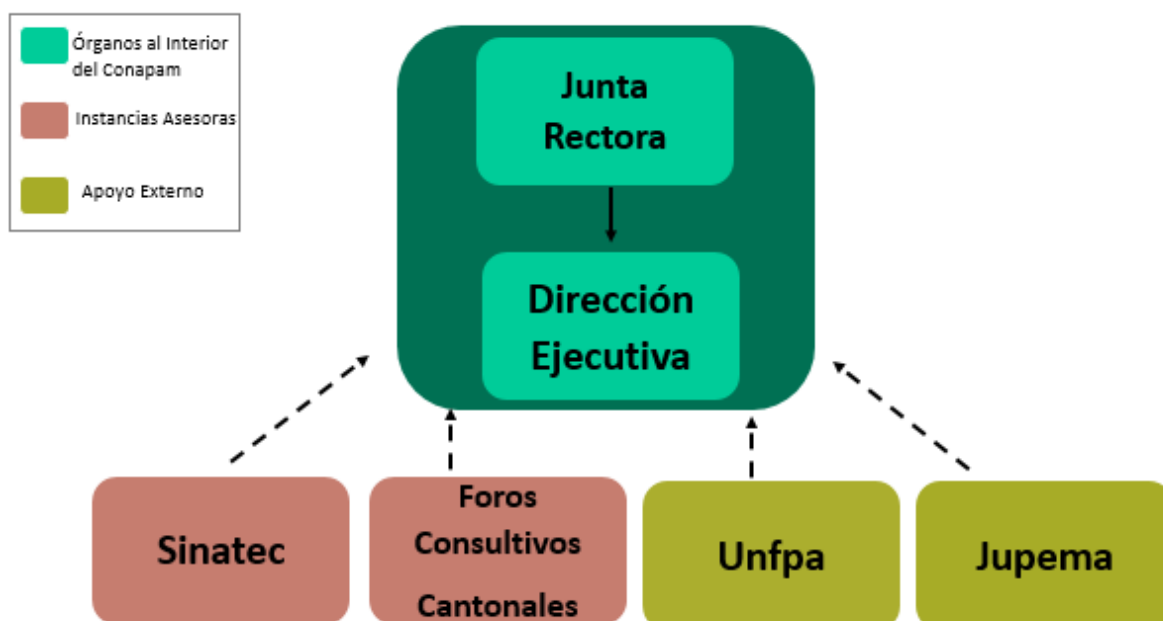 Órganos al Interior
del Conapam
Instancias Asesoras
Apoyo Externo
Junta
Rectora
Dirección
Ejecutiva
Sinatec
Foros
Consultivos
Cantonales
Unfpa
Jupema